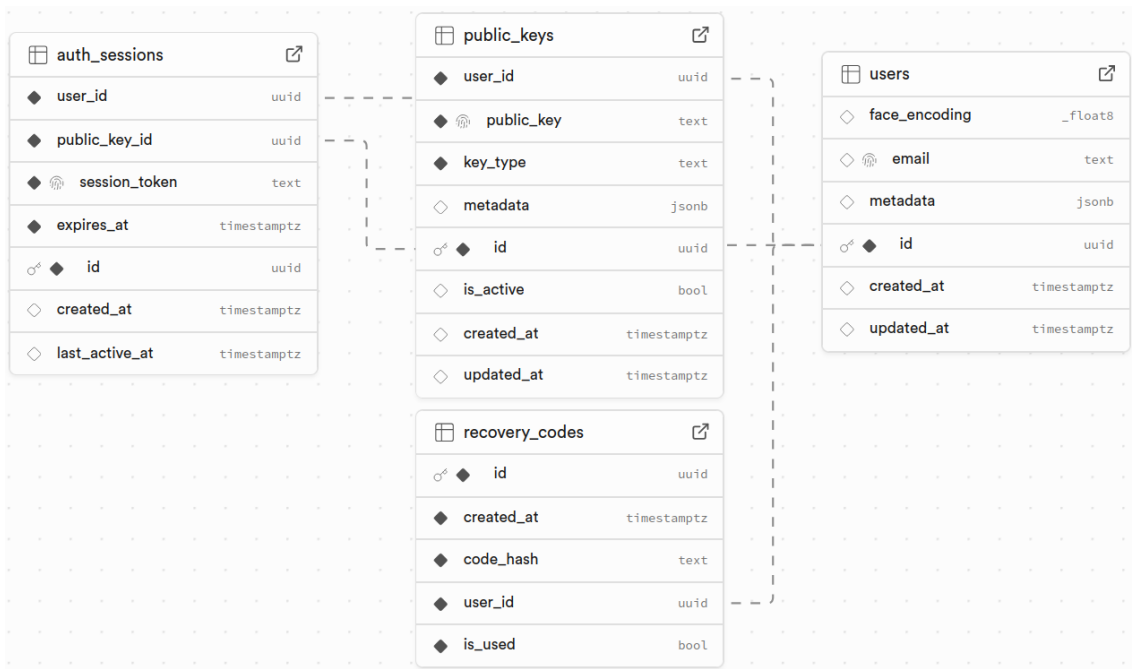 auth_sessions
user_id uuid
public_key_id uuid
session_token text
expires_at timestamptz
id uuid
created_at timestamptz
last_active_at timestamptz
public_keys
user_id uuid
public_key text
key_type text
metadata jsonb
id uuid
is_active bool
created_at timestamptz
updated_at timestamptz
recovery_codes
id uuid
created_at timestamptz
code_hash text
user_id uuid
is_used bool
users
face_encoding _float8
email text
metadata jsonb
id uuid
created_at timestamptz
updated_at timestamptz